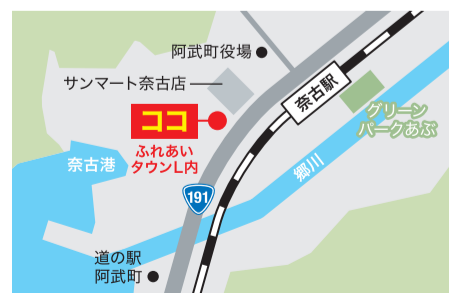 阿武町役場
サンマート奈古店
奈古駅
ココ
グリーン
パークあぶ
ふれあい
タウンL内
奈古港
郷川
191
道の駅
阿武町